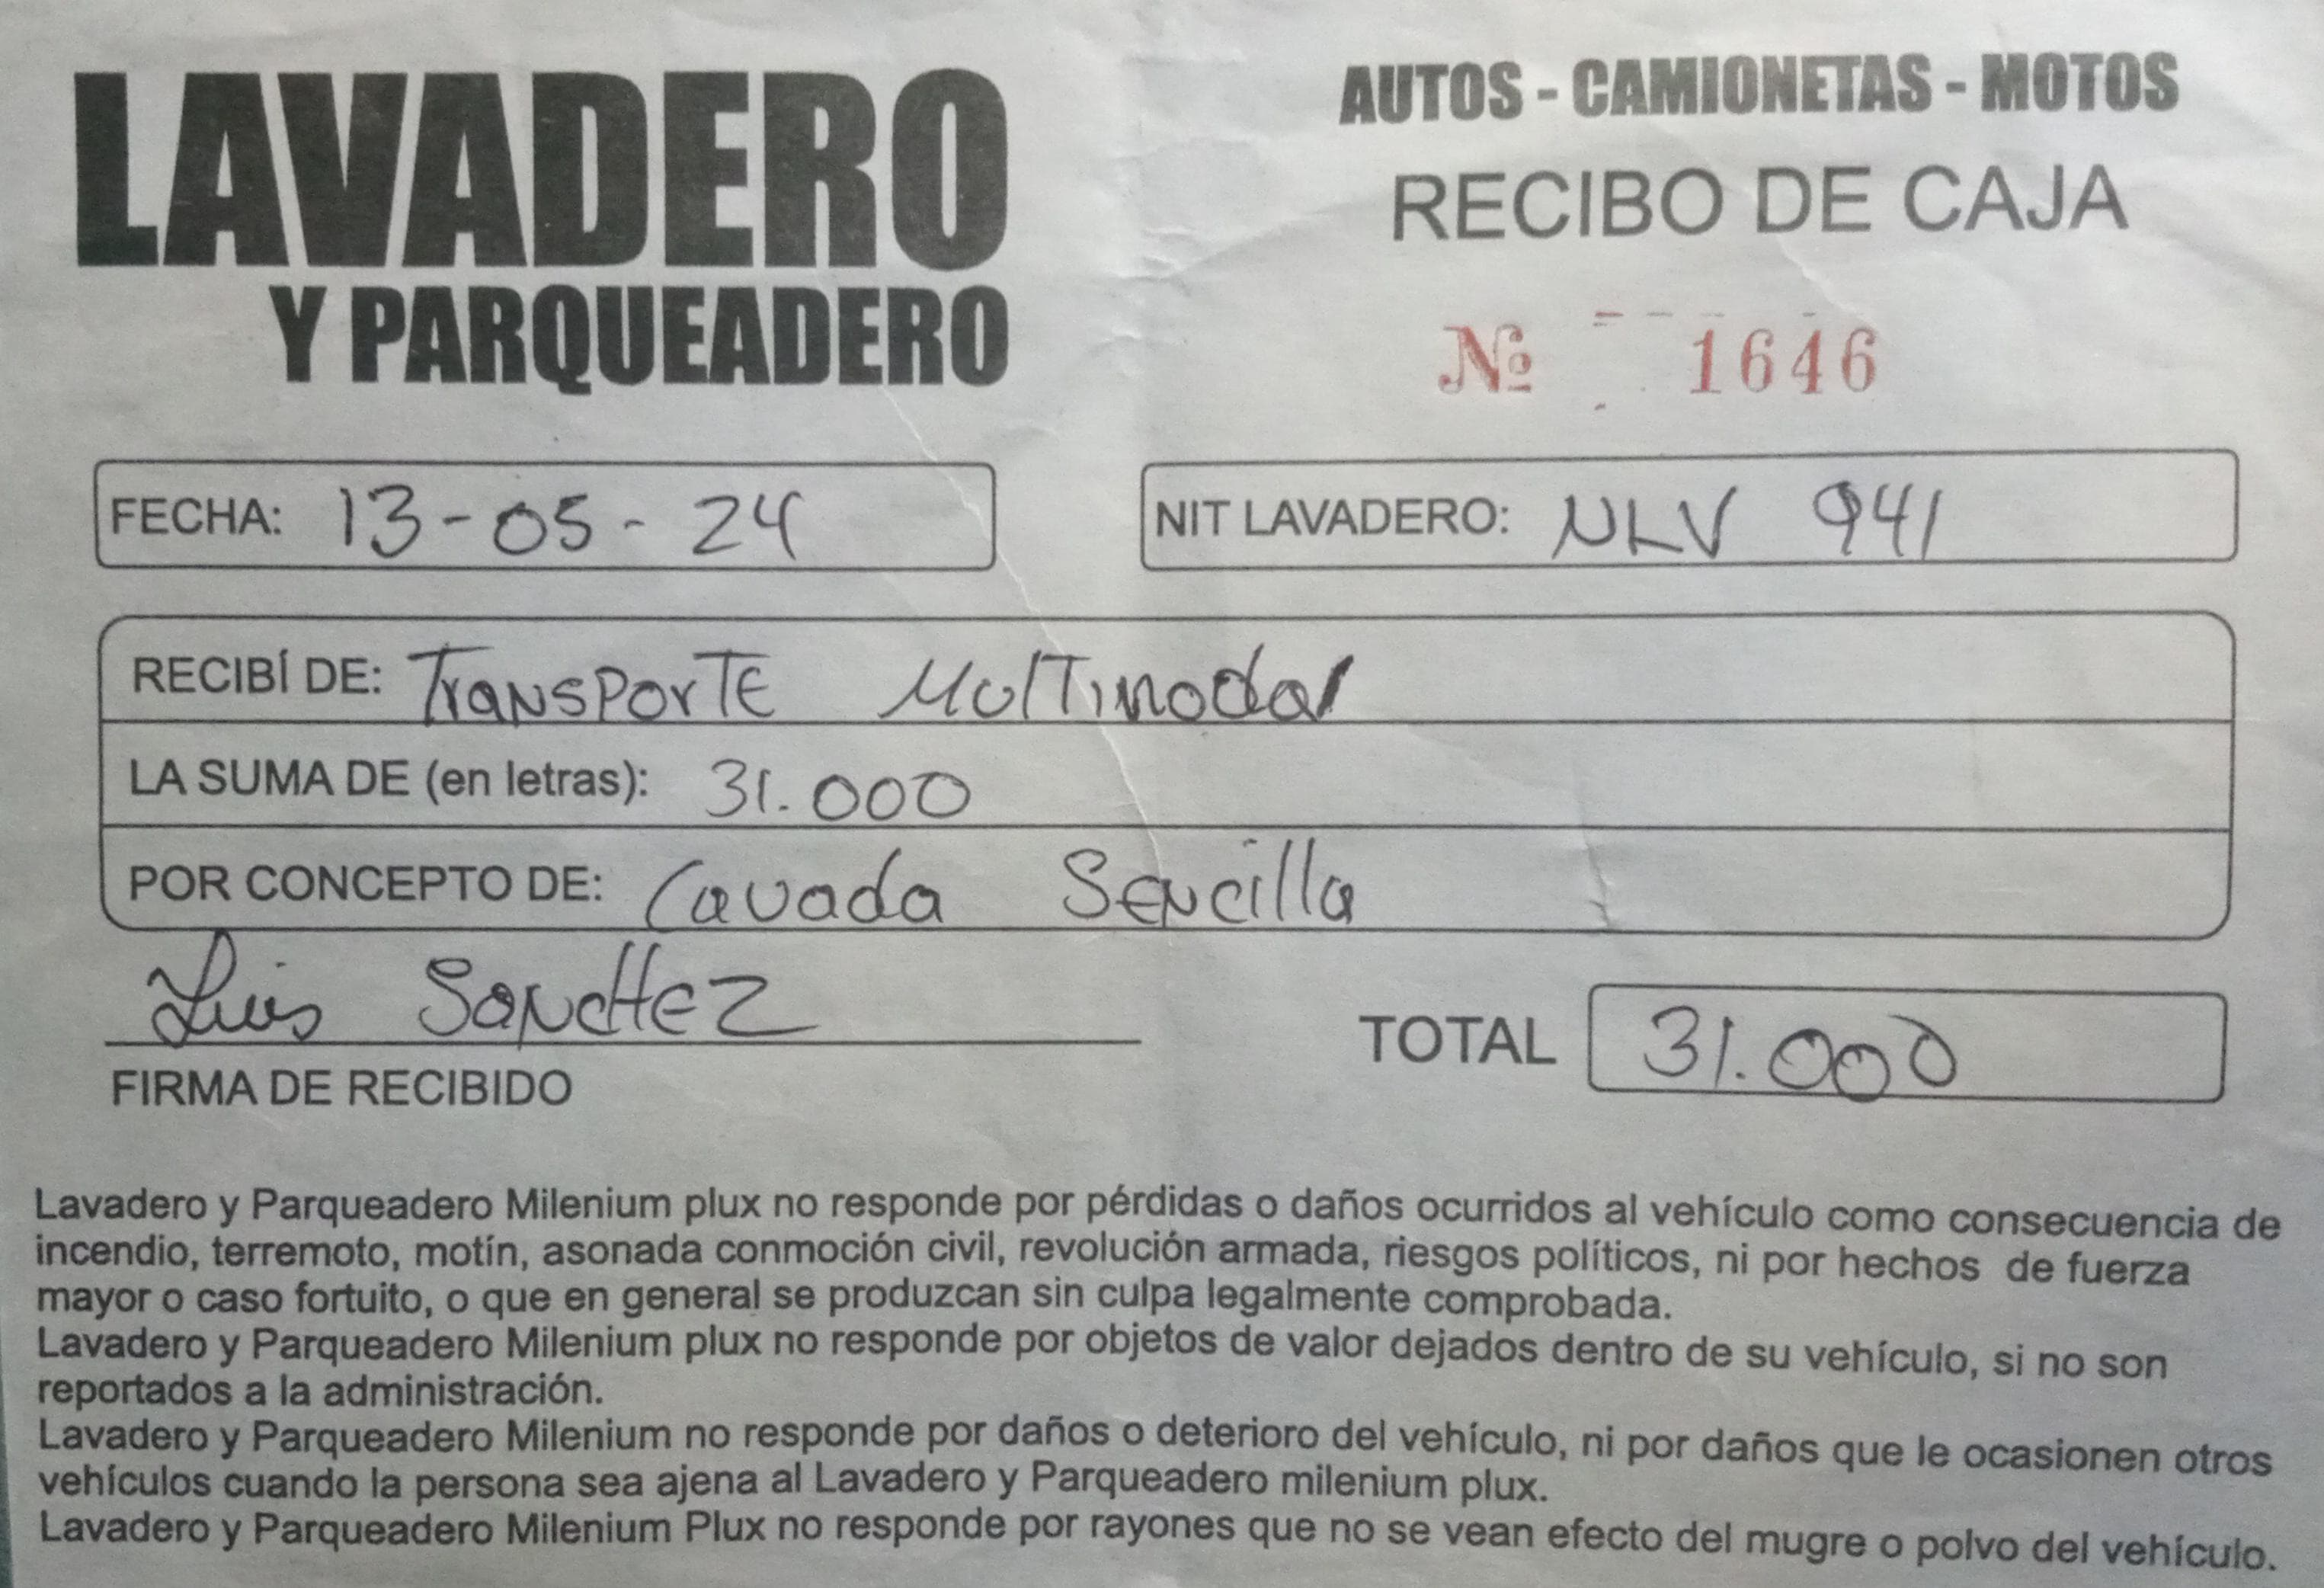 LAVADERO
Y PARQUEADERO
AUTOS - CAMIONETAS - MOTOS
RECIBO DE CAJA
Nº 1646
FECHA: 13-05-24
NIT LAVADERO: NLV 941
RECIBÍ DE: Transporte Multimodal
LA SUMA DE (en letras): 31.000
POR CONCEPTO DE: Lavada Sencilla
Luis Sanchez
FIRMA DE RECIBIDO
TOTAL 31.000
Lavadero y Parqueadero Milenium plux no responde por pérdidas o daños ocurridos al vehículo como consecuencia de
incendio, terremoto, motín, asonada conmoción civil, revolución armada, riesgos políticos, ni por hechos de fuerza
mayor o caso fortuito, o que en general se produzcan sin culpa legalmente comprobada.
Lavadero y Parqueadero Milenium plux no responde por objetos de valor dejados dentro de su vehículo, si no son
reportados a la administración.
Lavadero y Parqueadero Milenium no responde por daños o deterioro del vehículo, ni por daños que le ocasionen otros
vehículos cuando la persona sea ajena al Lavadero y Parqueadero milenium plux.
Lavadero y Parqueadero Milenium Plux no responde por rayones que no se vean efecto del mugre o polvo del vehículo.